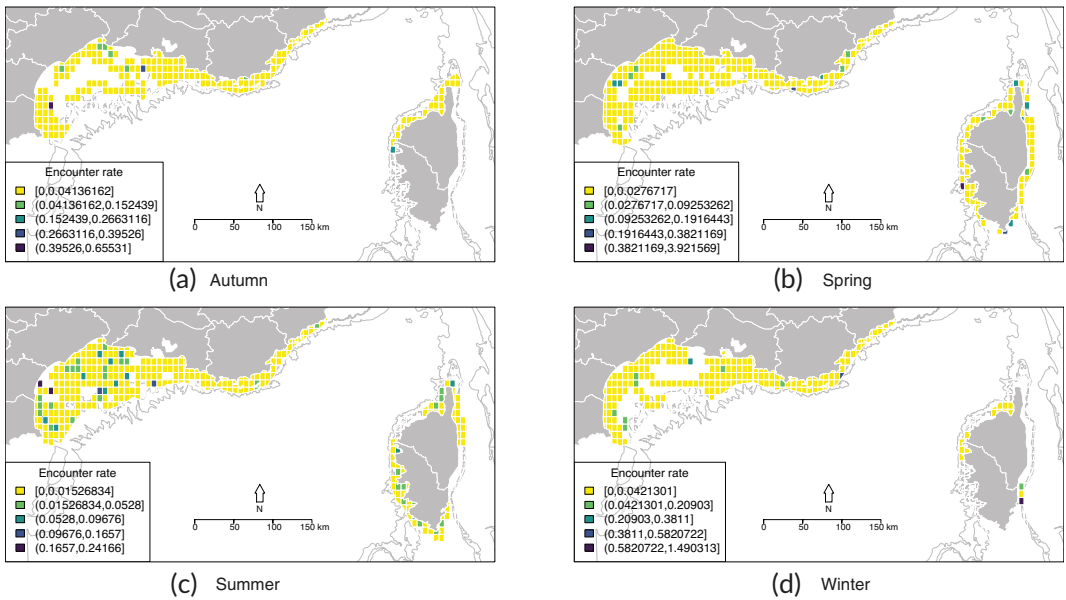 Encounter rate
[0,0.04136162]
(0.04136162,0.152439]
(0.152439,0.2663116]
(0.2663116,0.39526]
(0.39526,0.65531]
N
0 50 100 150 km
(a) Autumn
Encounter rate
[0,0.0276717]
(0.0276717,0.09253262]
(0.09253262,0.1916443]
(0.1916443,0.3821169]
(0.3821169,3.921569]
N
0 50 100 150 km
(b) Spring
Encounter rate
[0,0.01526834]
(0.01526834,0.0528]
(0.0528,0.09676]
(0.09676,0.1657]
(0.1657,0.24166]
N
0 50 100 150 km
(c) Summer
Encounter rate
[0,0.0421301]
(0.0421301,0.20903]
(0.20903,0.3811]
(0.3811,0.5820722]
(0.5820722,1.490313]
N
0 50 100 150 km
(d) Winter